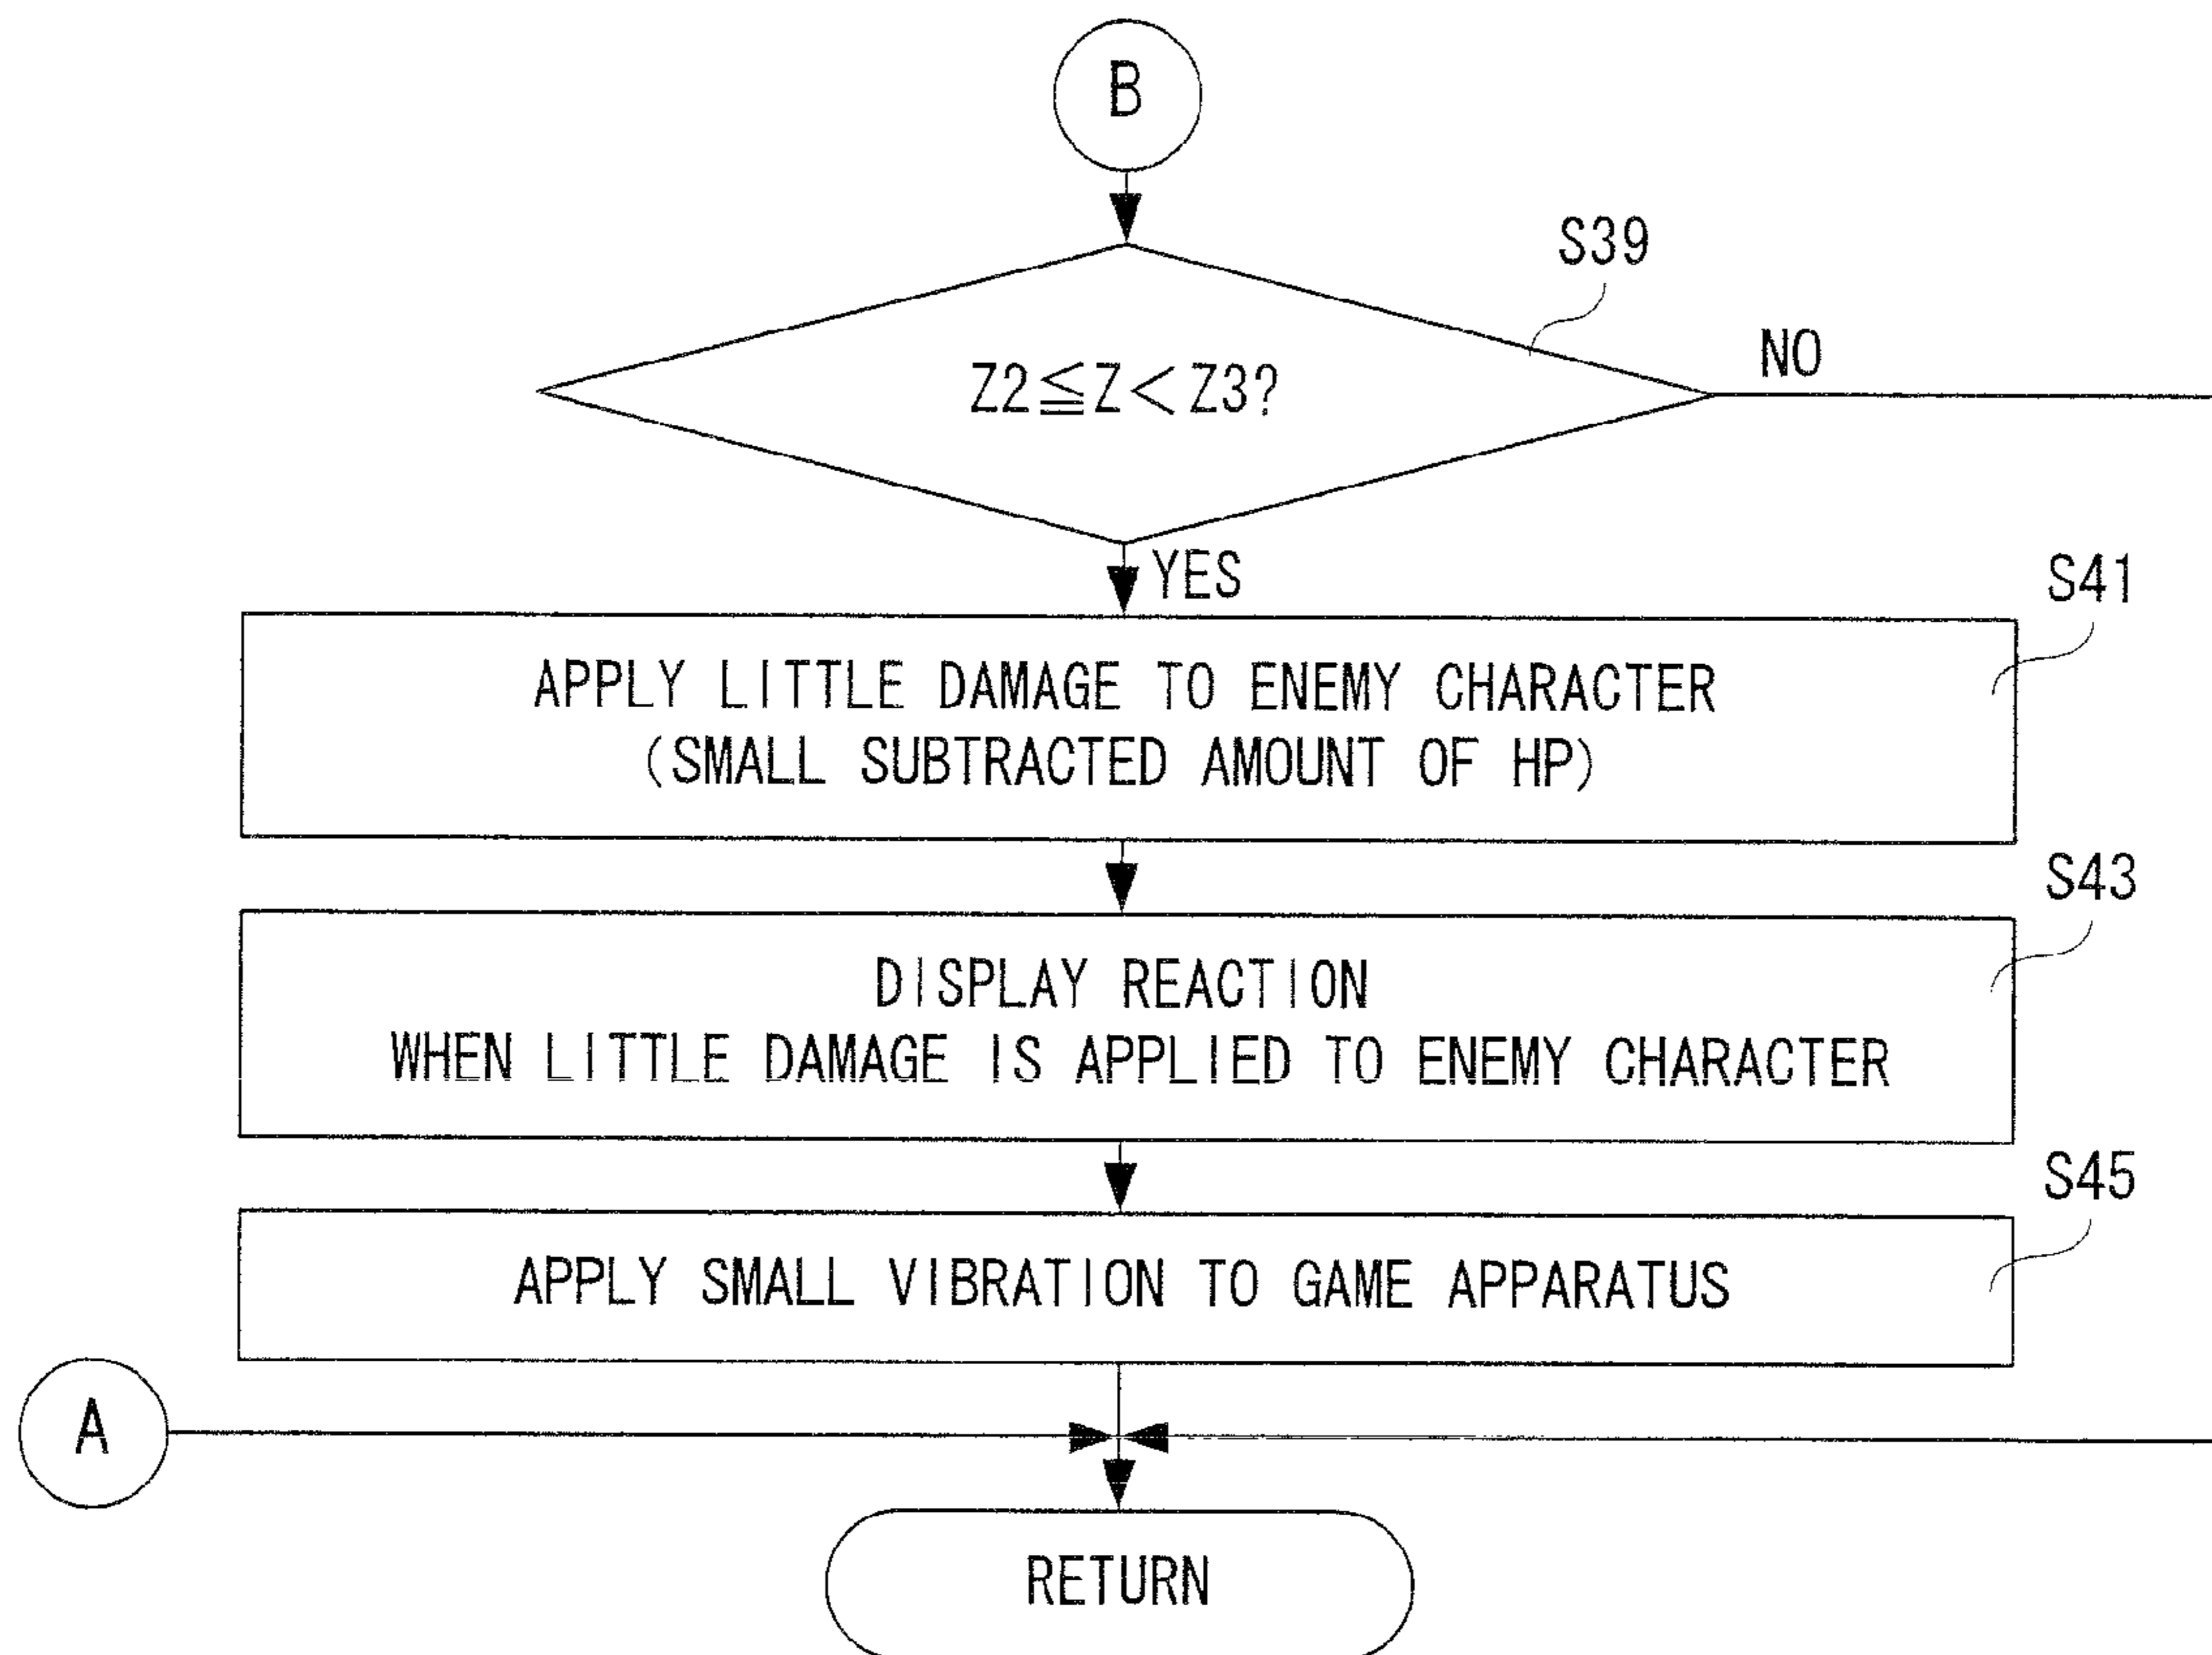 B
S39
Z2≦Z<Z3?
NO
YES
S41
APPLY LITTLE DAMAGE TO ENEMY CHARACTER
(SMALL SUBTRACTED AMOUNT OF HP)
S43
DISPLAY REACTION
WHEN LITTLE DAMAGE IS APPLIED TO ENEMY CHARACTER
S45
APPLY SMALL VIBRATION TO GAME APPARATUS
A
RETURN